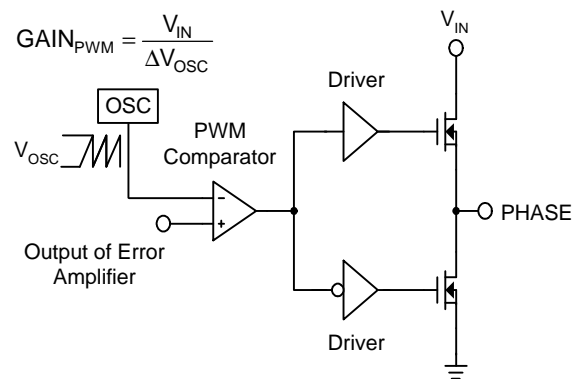 GAIN_PWM = V_IN / ΔV_OSC
V_IN
OSC
Driver
V_OSC
PWM
Comparator
−
+
PHASE
Output of Error
Amplifier
Driver